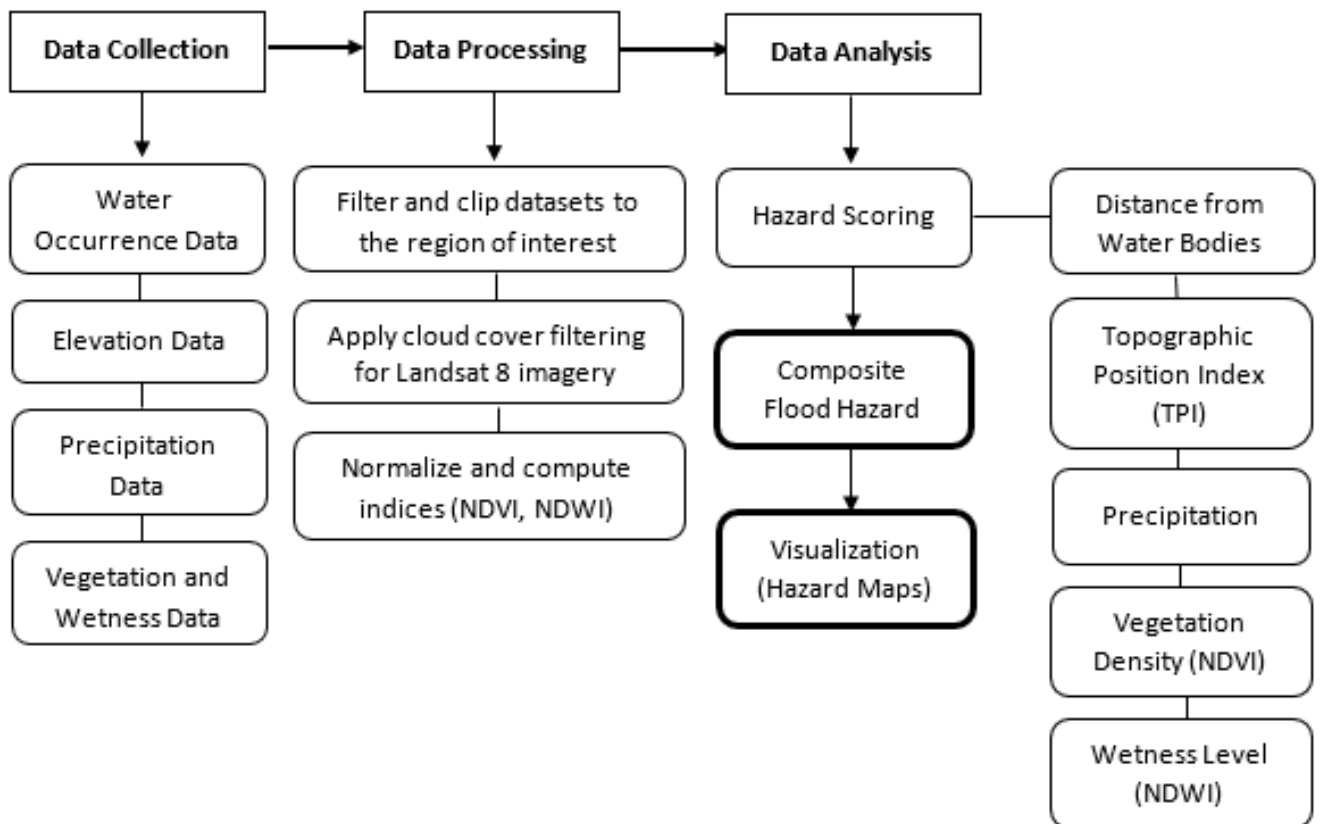 Data Collection
Data Processing
Data Analysis
Water
Occurrence Data
Elevation Data
Precipitation
Data
Vegetation and
Wetness Data
Filter and clip datasets to
the region of interest
Apply cloud cover filtering
for Landsat 8 imagery
Normalize and compute
indices (NDVI, NDWI)
Hazard Scoring
Composite
Flood Hazard
Visualization
(Hazard Maps)
Distance from
Water Bodies
Topographic
Position Index
(TPI)
Precipitation
Vegetation
Density (NDVI)
Wetness Level
(NDWI)